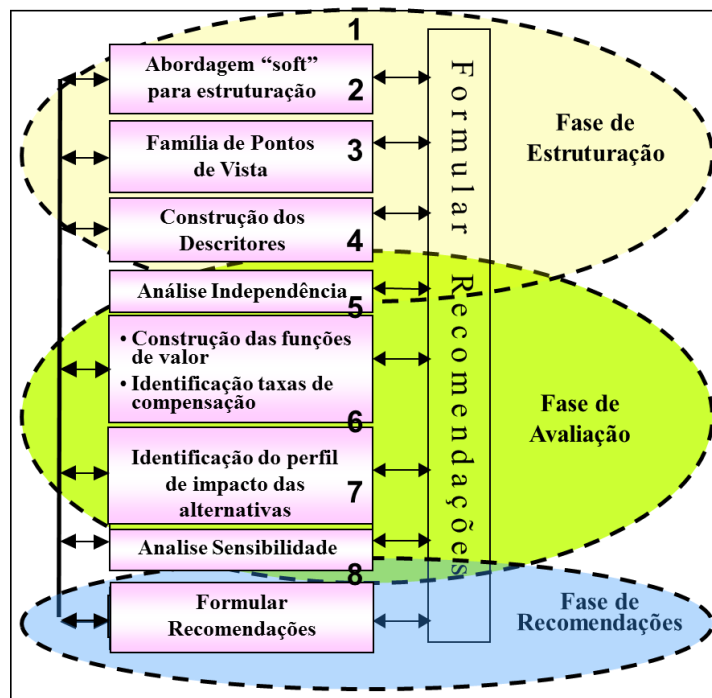 1
Abordagem “soft”
para estruturação
2
Família de Pontos
de Vista
3
Construção dos
Descritores
4
Análise Independência
5
• Construção das funções
de valor
• Identificação taxas de
compensação
6
Identificação do perfil
de impacto das
alternativas
7
Analise Sensibilidade
8
Formular
Recomendações
Formular Recomendações
Fase de
Estruturação
Fase de
Avaliação
Fase de
Recomendações